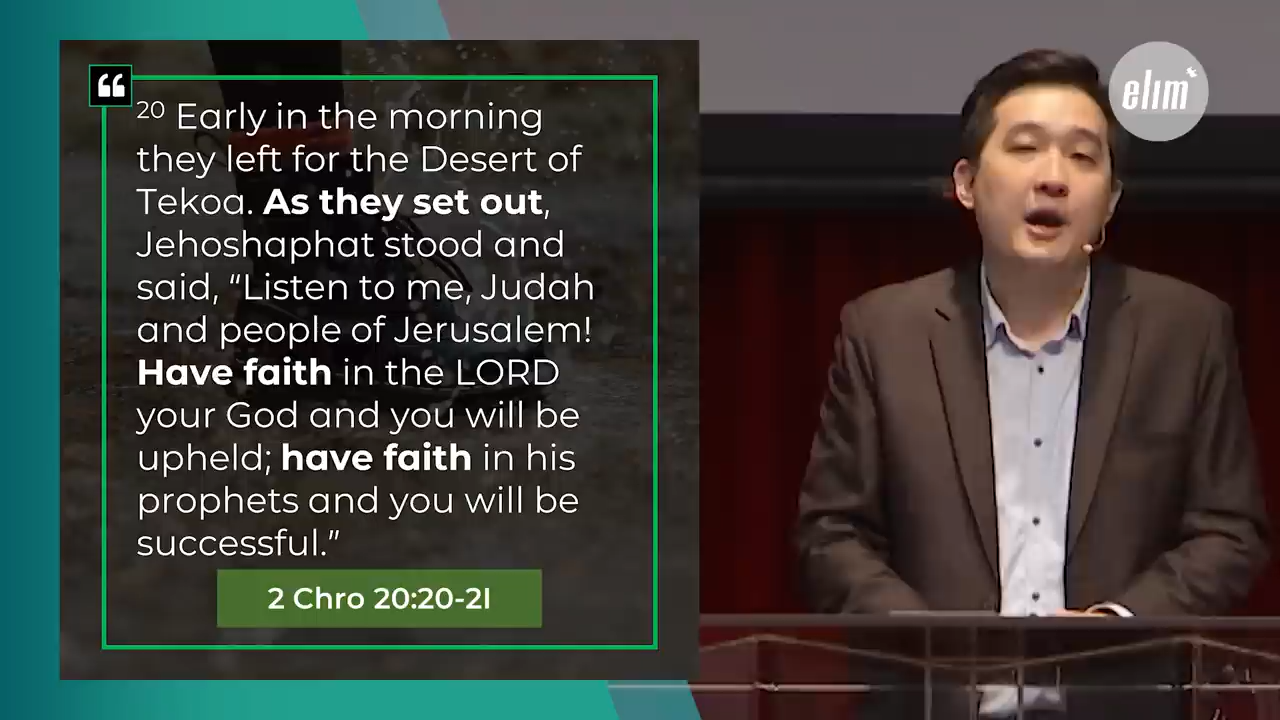 20 Early in the morning
they left for the Desert of
Tekoa. As they set out,
Jehoshaphat stood and
said, “Listen to me, Judah
and people of Jerusalem!
Have faith in the LORD
your God and you will be
upheld; have faith in his
prophets and you will be
successful.”
2 Chro 20:20-21
elim